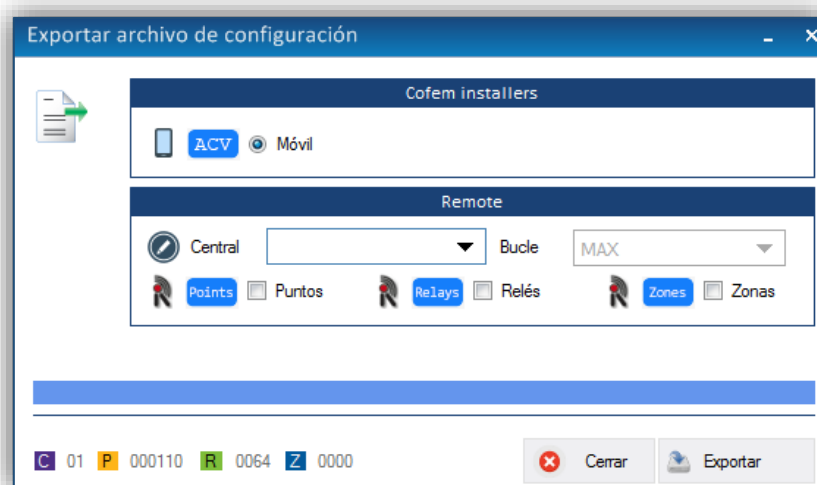 Exportar archivo de configuración
Cofem installers
ACV Móvil
Remote
Central Bucle MAX
Points Puntos Relays Relés Zones Zonas
C 01 P 000110 R 0064 Z 0000 Cerrar Exportar